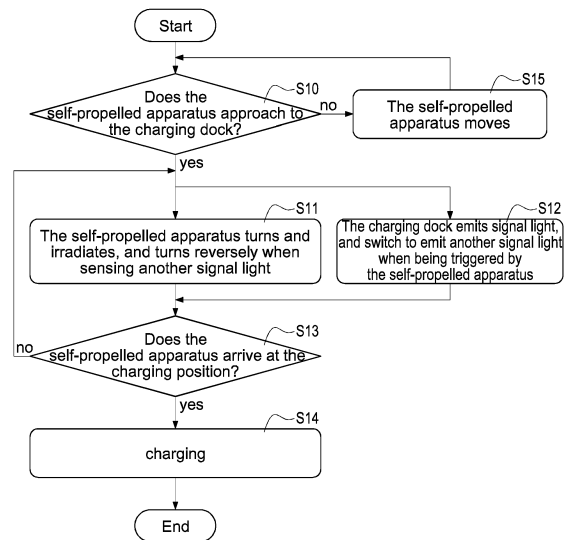 Start
S10
Does the
self-propelled apparatus approach to
the charging dock?
no
S15
The self-propelled
apparatus moves
yes
S11
The self-propelled apparatus turns and
irradiates, and turns reversely when
sensing another signal light
S12
The charging dock emits signal light,
and switch to emit another signal light
when being triggered by
the self-propelled apparatus
S13
Does the
self-propelled apparatus arrive at the
charging position?
no
yes
S14
charging
End